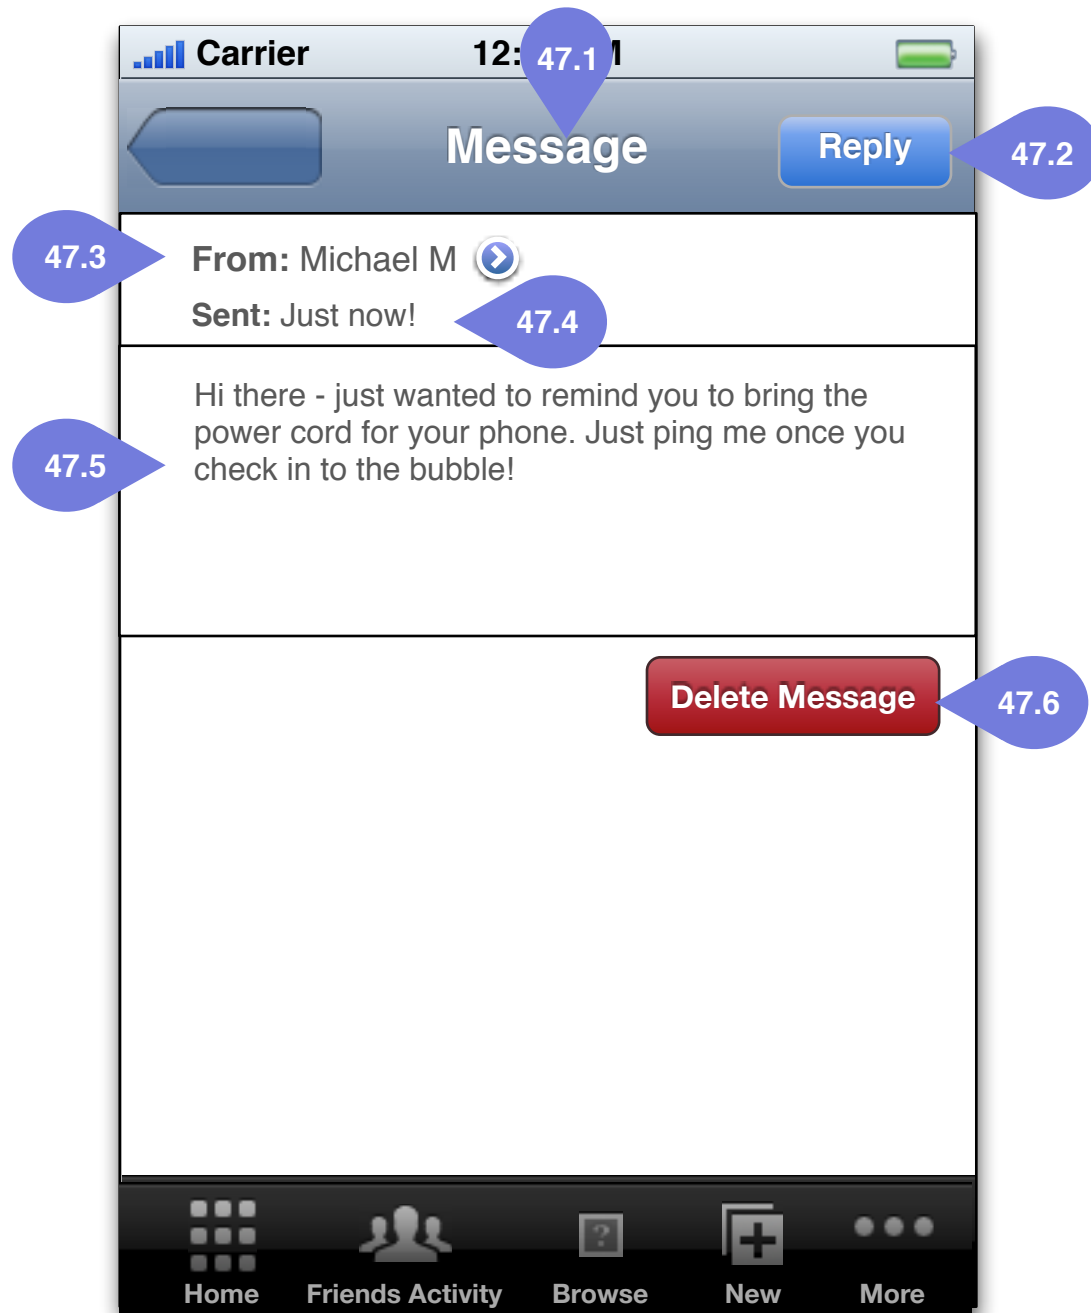 Carrier
12:
47.1
M
Message
Reply
47.2
47.3
From: Michael M
Sent: Just now!
47.4
Hi there - just wanted to remind you to bring the
power cord for your phone. Just ping me once you
check in to the bubble!
47.5
Delete Message
47.6
?
Home
Friends Activity
Browse
New
More